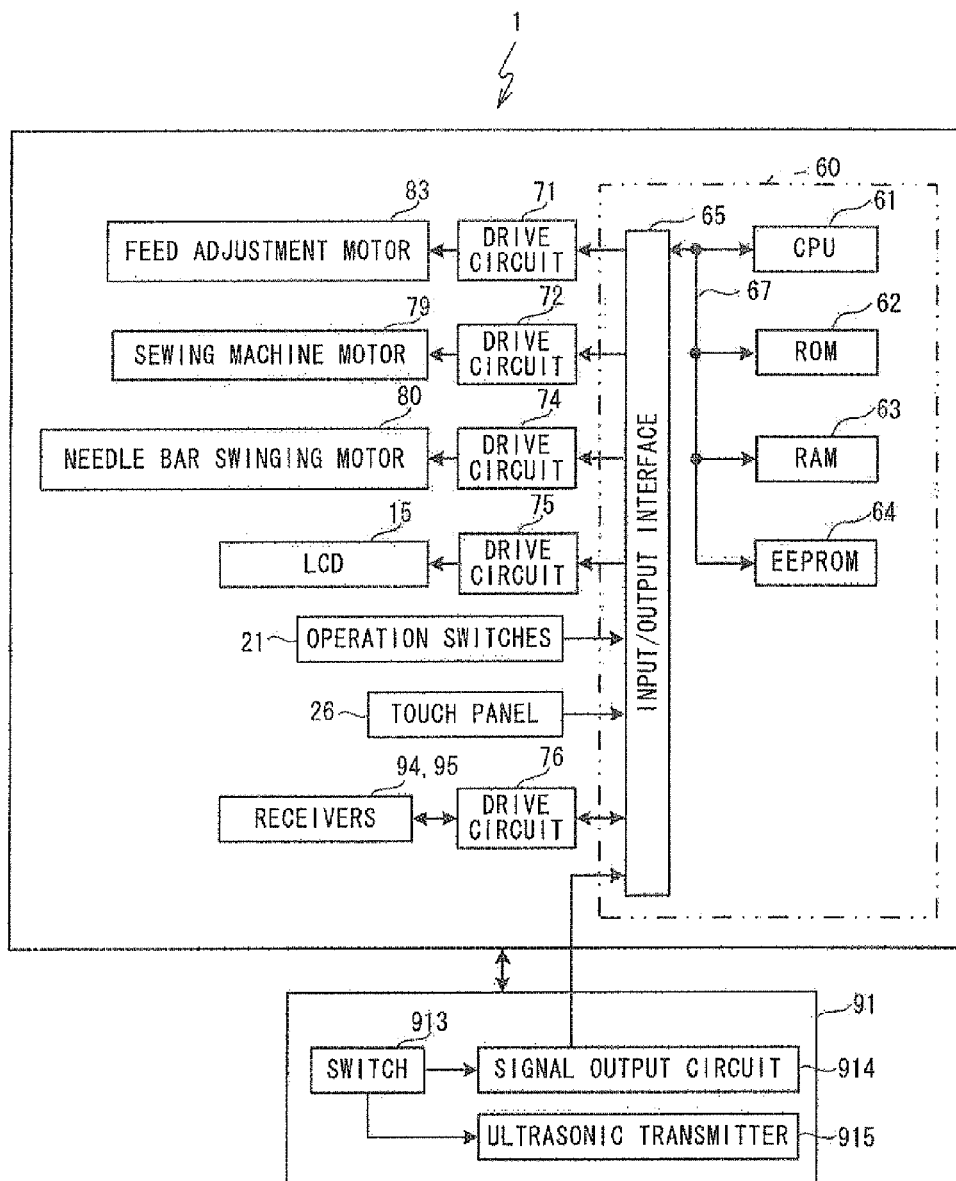 1
60
83
71
65
61
FEED ADJUSTMENT MOTOR
DRIVE
CIRCUIT
CPU
67
79
72
62
SEWING MACHINE MOTOR
DRIVE
CIRCUIT
ROM
80
74
63
NEEDLE BAR SWINGING MOTOR
DRIVE
CIRCUIT
RAM
INPUT/OUTPUT INTERFACE
15
75
64
LCD
DRIVE
CIRCUIT
EEPROM
21
OPERATION SWITCHES
26
TOUCH PANEL
94, 95
76
RECEIVERS
DRIVE
CIRCUIT
91
913
SWITCH
SIGNAL OUTPUT CIRCUIT
914
ULTRASONIC TRANSMITTER
915